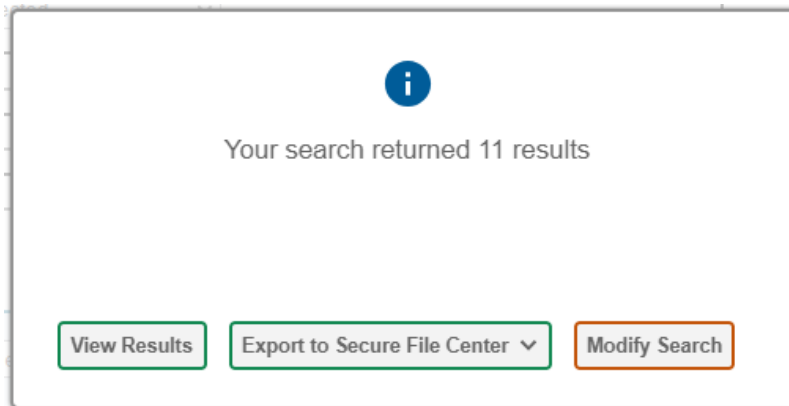 Your search returned 11 results
View Results
Export to Secure File Center
Modify Search